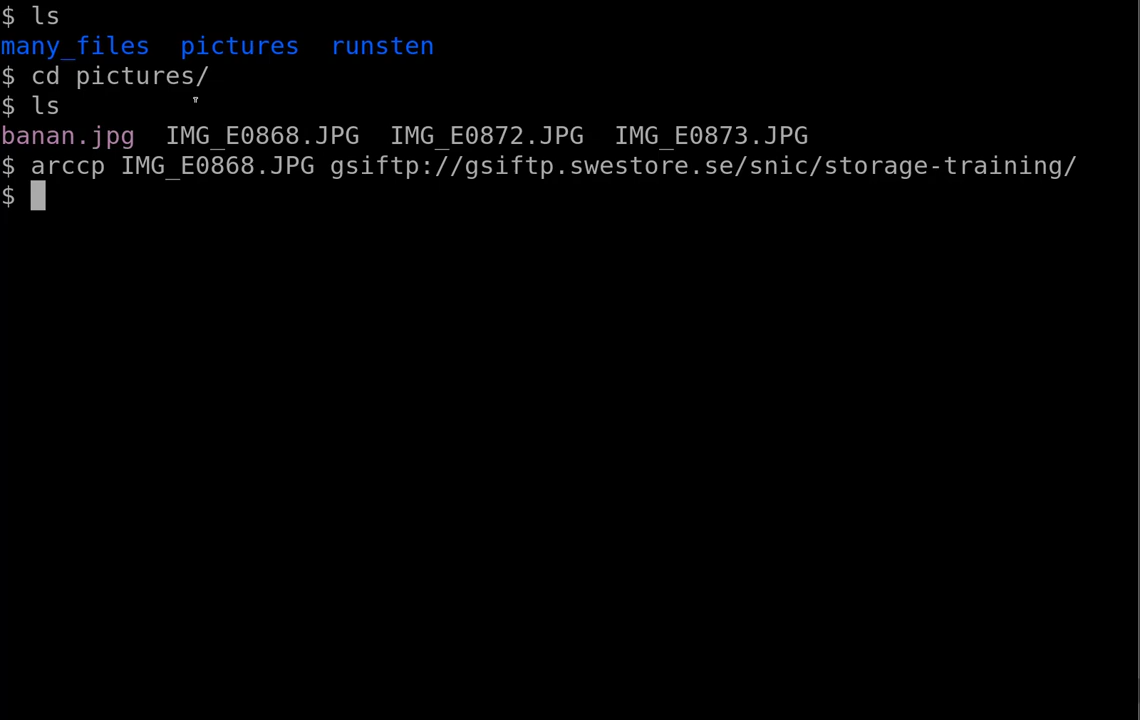 $ ls
many_files  pictures  runsten
$ cd pictures/
$ ls
banan.jpg  IMG_E0868.JPG  IMG_E0872.JPG  IMG_E0873.JPG
$ arccp IMG_E0868.JPG gsiftp://gsiftp.swestore.se/snic/storage-training/
$